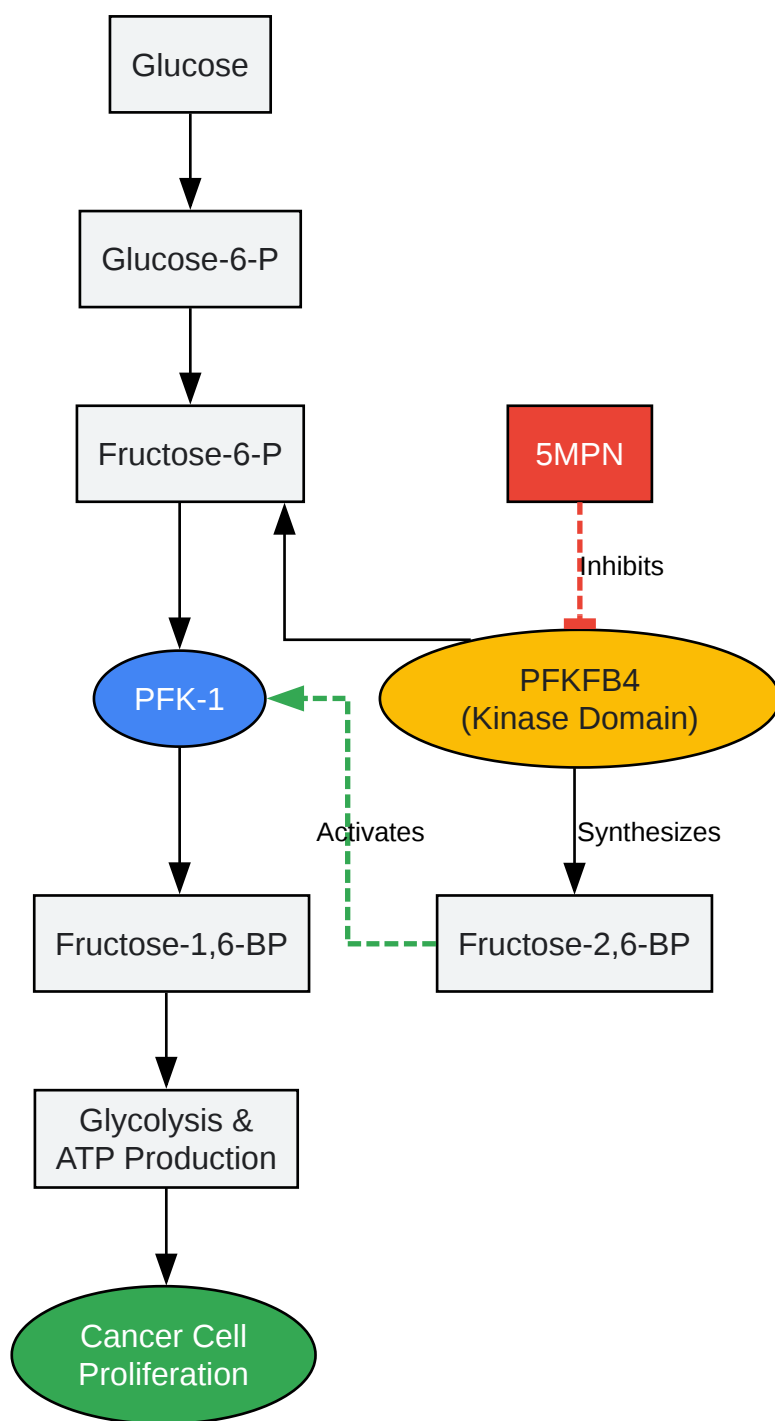 Glucose
Glucose-6-P
Fructose-6-P
5MPN
Inhibits
PFK-1
PFKFB4
(Kinase Domain)
Activates
Synthesizes
Fructose-1,6-BP
Fructose-2,6-BP
Glycolysis &
ATP Production
Cancer Cell
Proliferation